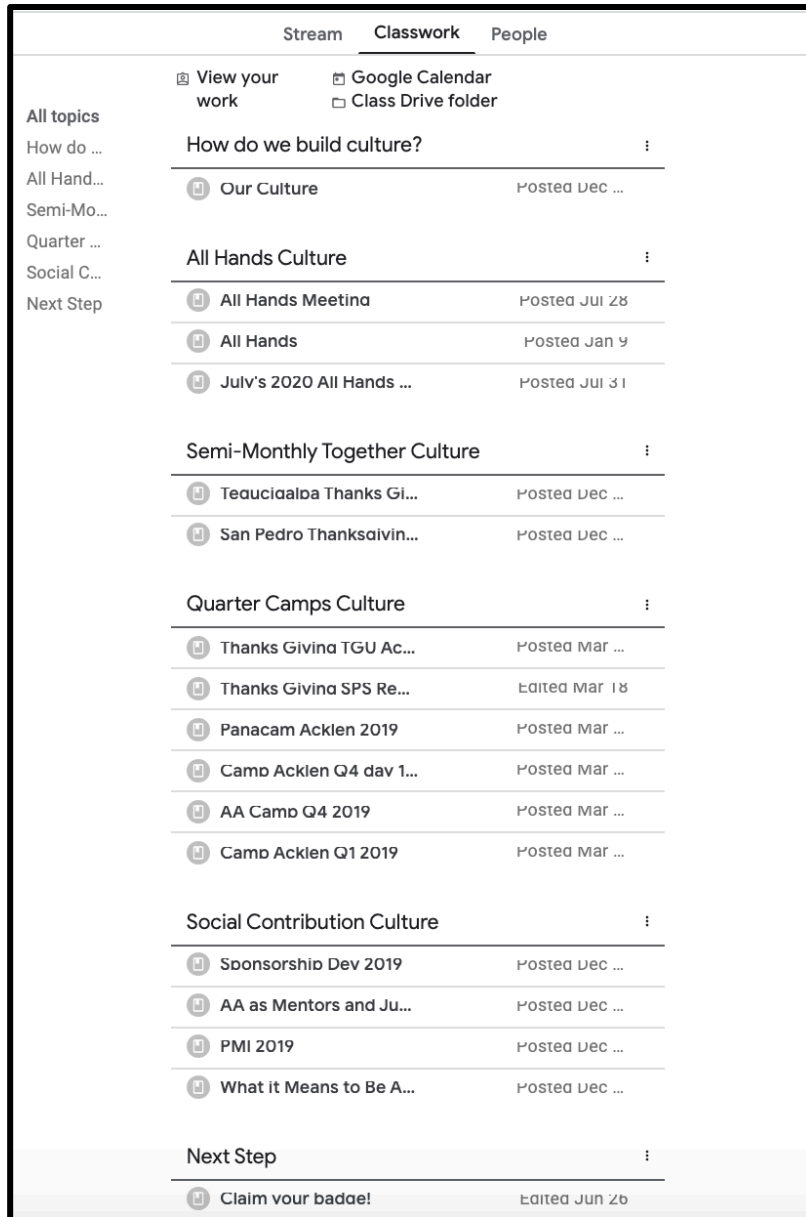 Stream Classwork People
View your work
Google Calendar
Class Drive folder
All topics
How do ...
All Hand...
Semi-Mo...
Quarter ...
Social C...
Next Step
How do we build culture?
Our Culture Posted Dec ...
All Hands Culture
All Hands Meeting Posted Jul 28
All Hands Posted Jan 9
July's 2020 All Hands ... Posted Jul 31
Semi-Monthly Together Culture
Tegucigalpa Thanks Gi... Posted Dec ...
San Pedro Thanksgivin... Posted Dec ...
Quarter Camps Culture
Thanks Giving TGU Ac... Posted Mar ...
Thanks Giving SPS Re... Edited Mar 18
Panacam Acklen 2019 Posted Mar ...
Camp Acklen Q4 day 1... Posted Mar ...
AA Camp Q4 2019 Posted Mar ...
Camp Acklen Q1 2019 Posted Mar ...
Social Contribution Culture
Sponsorship Dev 2019 Posted Dec ...
AA as Mentors and Ju... Posted Dec ...
PMI 2019 Posted Dec ...
What it Means to Be A... Posted Dec ...
Next Step
Claim your badge! Edited Jun 26